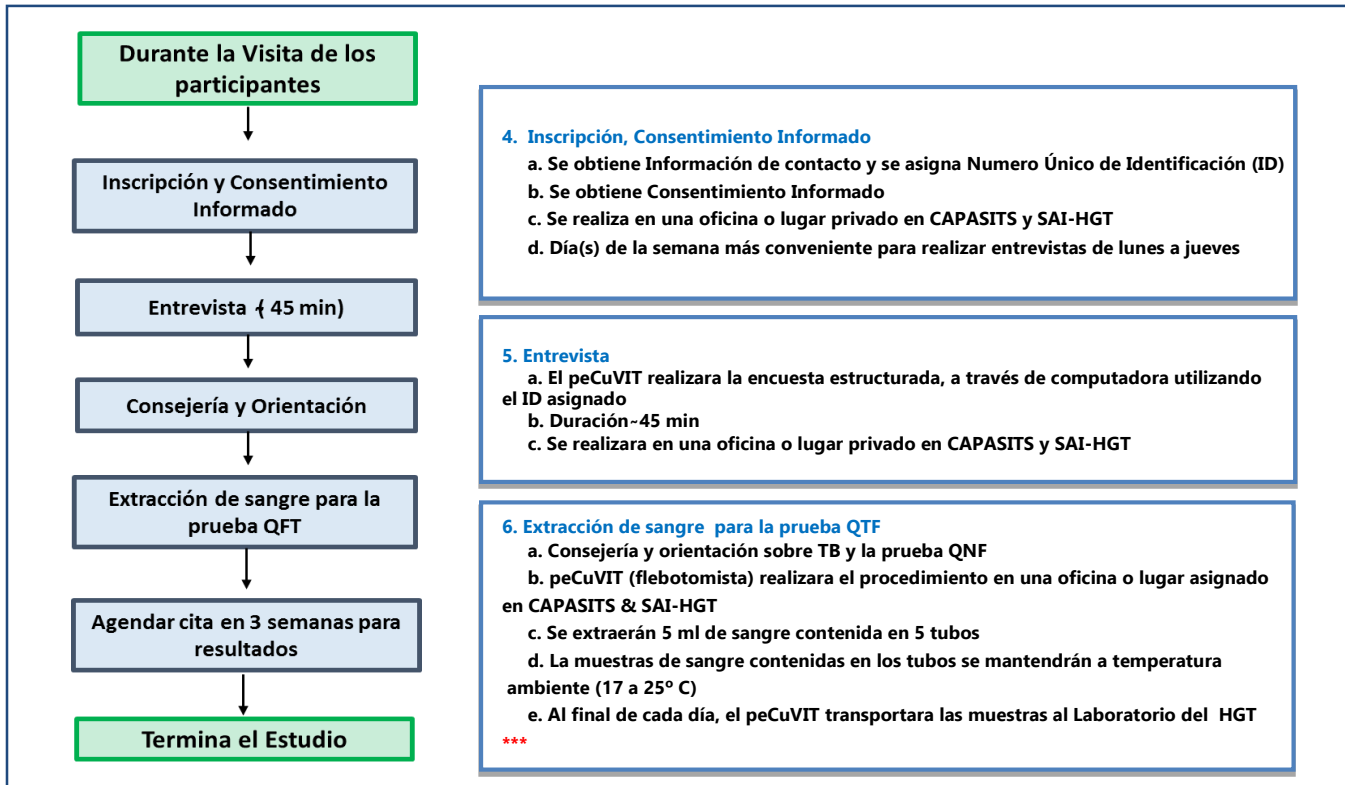 Durante la Visita de los
participantes
Inscripción y Consentimiento
Informado
Entrevista ⁓( 45 min)
Consejería y Orientación
Extracción de sangre para la
prueba QFT
Agendar cita en 3 semanas para
resultados
Termina el Estudio
4. Inscripción, Consentimiento Informado
a. Se obtiene Información de contacto y se asigna Numero Único de Identificación (ID)
b. Se obtiene Consentimiento Informado
c. Se realiza en una oficina o lugar privado en CAPASITS y SAI-HGT
d. Día(s) de la semana más conveniente para realizar entrevistas de lunes a jueves
5. Entrevista
a. El peCuVIT realizara la encuesta estructurada, a través de computadora utilizando
el ID asignado
b. Duración~45 min
c. Se realizara en una oficina o lugar privado en CAPASITS y SAI-HGT
6. Extracción de sangre para la prueba QTF
a. Consejería y orientación sobre TB y la prueba QNF
b. peCuVIT (flebotomista) realizara el procedimiento en una oficina o lugar asignado
en CAPASITS & SAI-HGT
c. Se extraerán 5 ml de sangre contenida en 5 tubos
d. La muestras de sangre contenidas en los tubos se mantendrán a temperatura
ambiente (17 a 25º C)
e. Al final de cada día, el peCuVIT transportara las muestras al Laboratorio del HGT
***